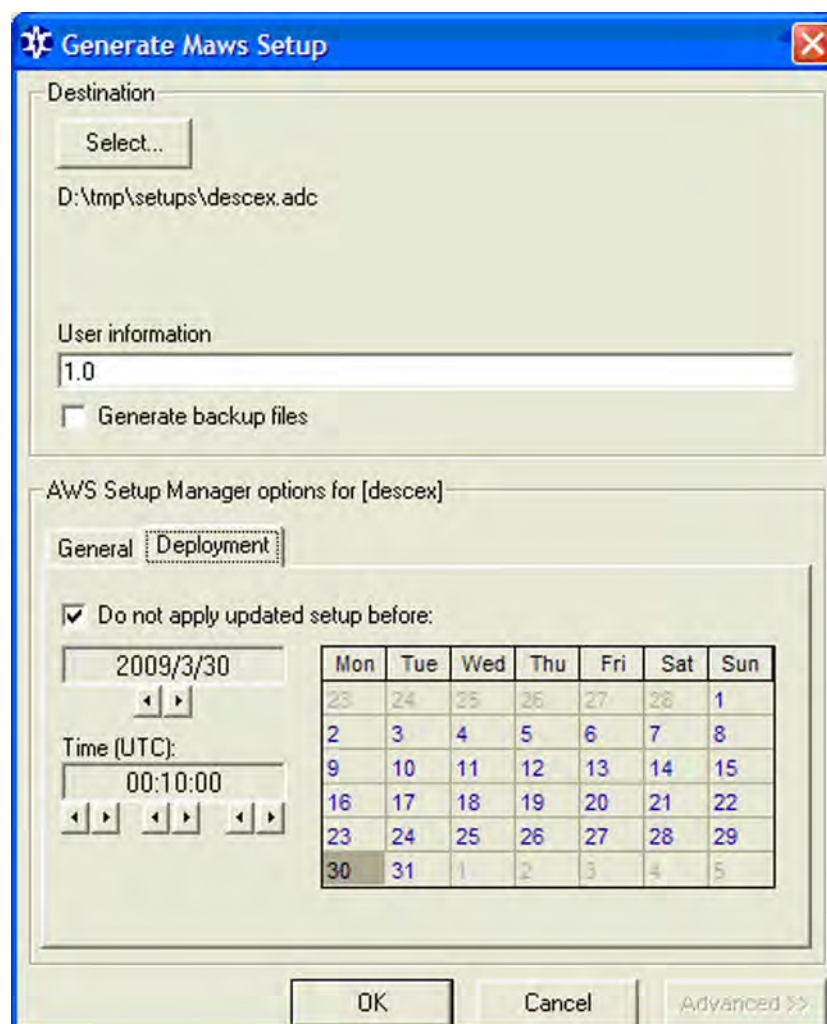 Generate Maws Setup
Destination
Select...
D:\tmp\setups\descex.adc
User information
1.0
Generate backup files
AWS Setup Manager options for [descex]
General Deployment
Do not apply updated setup before:
2009/3/30
Time (UTC):
00:10:00
Mon Tue Wed Thu Fri Sat Sun
23 24 25 26 27 28 1
2 3 4 5 6 7 8
9 10 11 12 13 14 15
16 17 18 19 20 21 22
23 24 25 26 27 28 29
30 31 1 2 3 4 5
OK Cancel Advanced >>